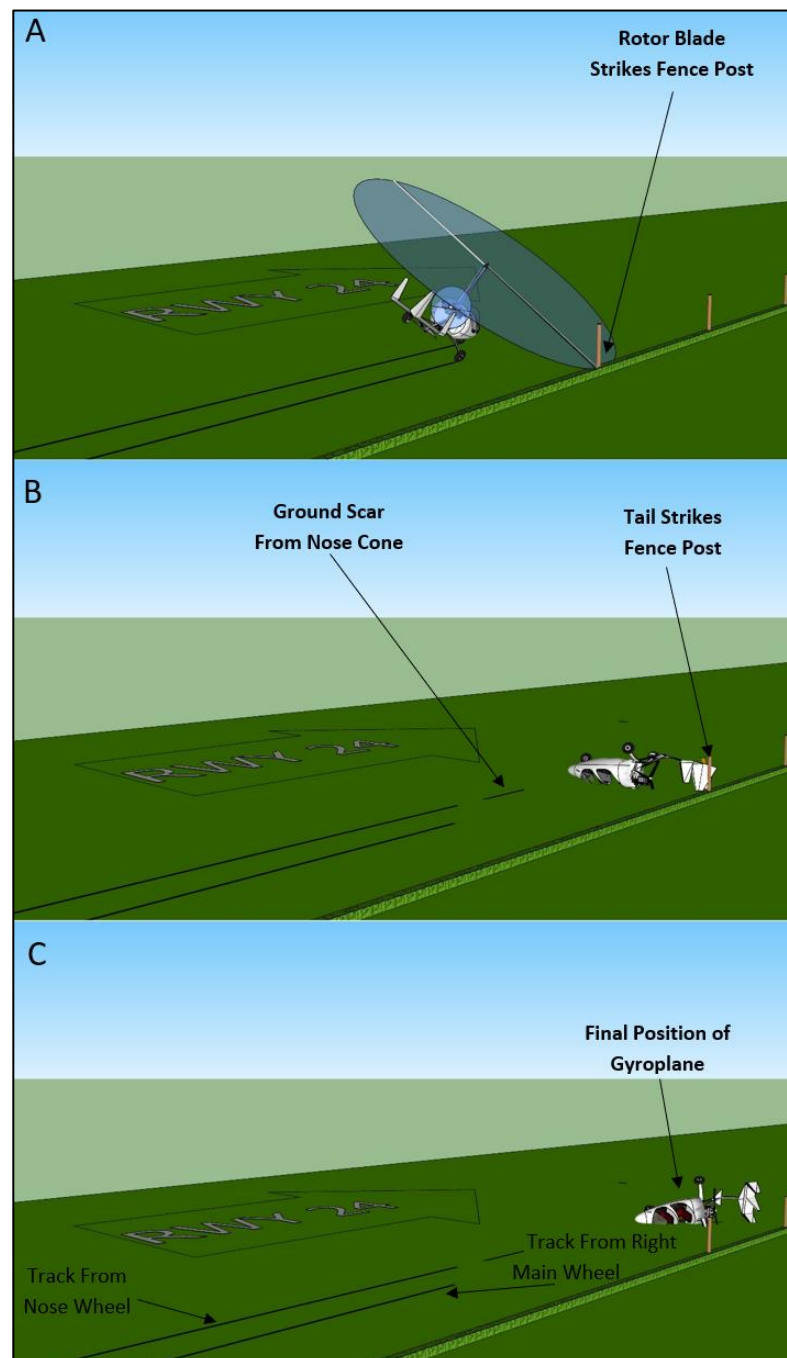 A
Rotor Blade
Strikes Fence Post
RWY 24
B
Ground Scar
From Nose Cone
Tail Strikes
Fence Post
RWY 24
C
Final Position of
Gyroplane
RWY 24
Track From Right
Main Wheel
Track From
Nose Wheel